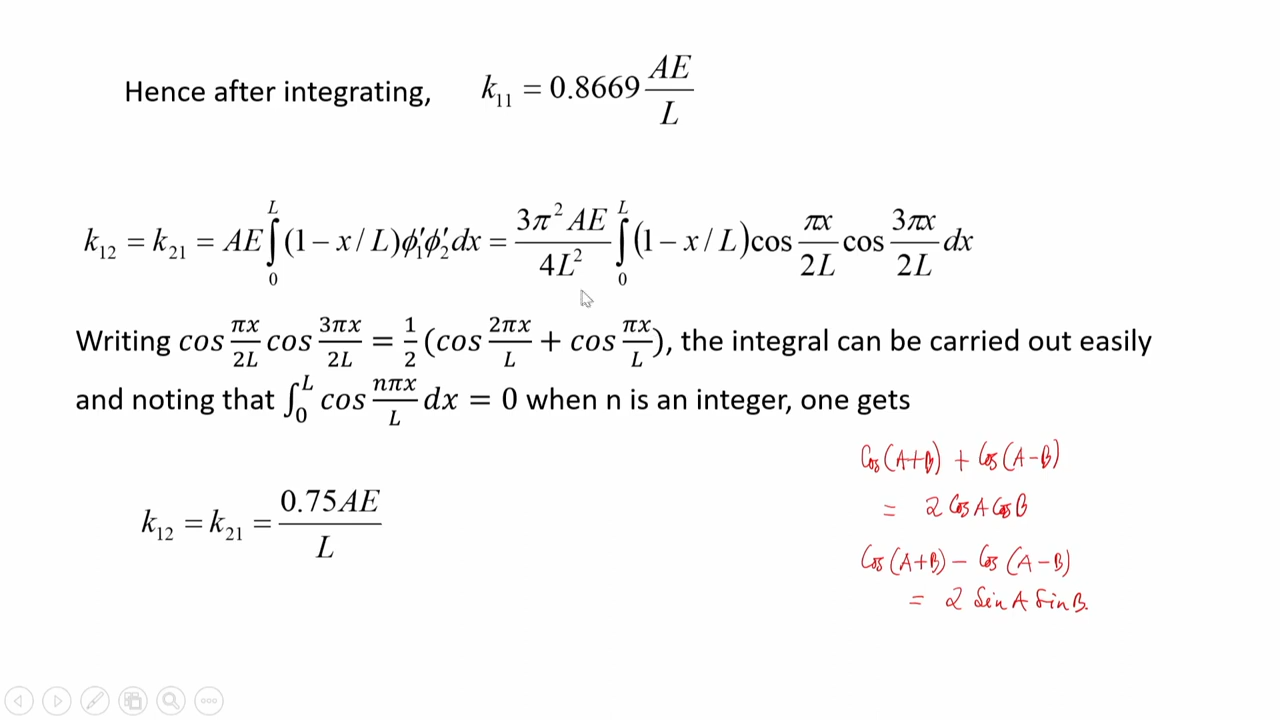 Hence after integrating, k₁₁ = 0.8669 AE/L
k₁₂ = k₂₁ = AE ∫₀ᴸ (1 − x / L)ϕ₁′ϕ₂′dx = 3π² AE/4L² ∫₀ᴸ (1 − x / L)cos πx/2L cos 3πx/2L dx
Writing cos πx/2L cos 3πx/2L = 1/2 (cos 2πx/L + cos πx/L), the integral can be carried out easily
and noting that ∫₀ᴸ cos nπx/L dx = 0 when n is an integer, one gets
Cos(A+B) + Cos(A−B)
= 2 Cos A Cos B
k₁₂ = k₂₁ = 0.75AE/L
Cos(A+B) − Cos(A−B)
= 2 Sin A Sin B.